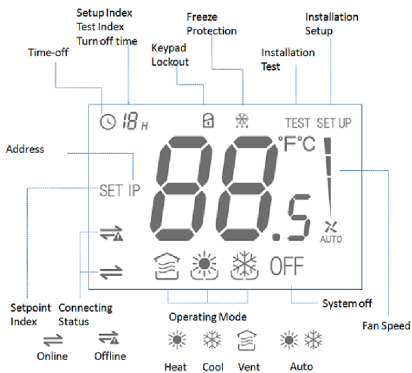 Setup Index
Test Index
Turn off time
Freeze
Protection
Installation
Setup
Time-off
Keypad
Lockout
Installation
Test
18 H
TEST SETUP
°F°C
Address
88.5
SET IP
AUTO
OFF
Setpoint
Index
Connecting
Status
Operating Mode
System off
Fan Speed
Online
Offline
Heat
Cool
Vent
Auto